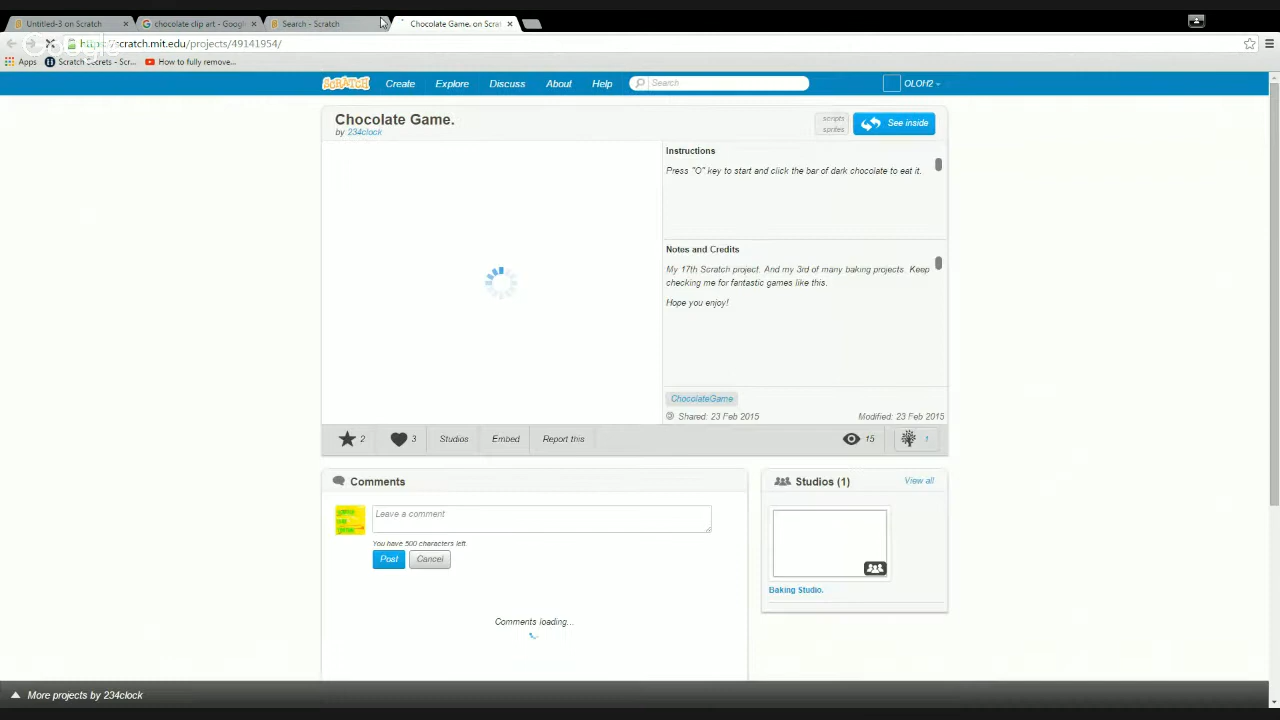 Untitled-3 on Scratch
chocolate clip art - Google
Search - Scratch
Chocolate Game. on Scra
scratch.mit.edu/projects/49141954/
Apps
Scratch Secrets - Scr...
How to fully remove...
SCRATCH
Create
Explore
Discuss
About
Help
Search
OLOH2
Chocolate Game.
by 234clock
scripts
sprites
See inside
Instructions
Press "O" key to start and click the bar of dark chocolate to eat it.
Notes and Credits
My 17th Scratch project. And my 3rd of many baking projects. Keep
checking me for fantastic games like this.
Hope you enjoy!
ChocolateGame
Shared: 23 Feb 2015
Modified: 23 Feb 2015
2
3
Studios
Embed
Report this
15
1
Comments
Leave a comment
You have 500 characters left.
Post
Cancel
Comments loading...
Studios (1)
View all
Baking Studio.
More projects by 234clock